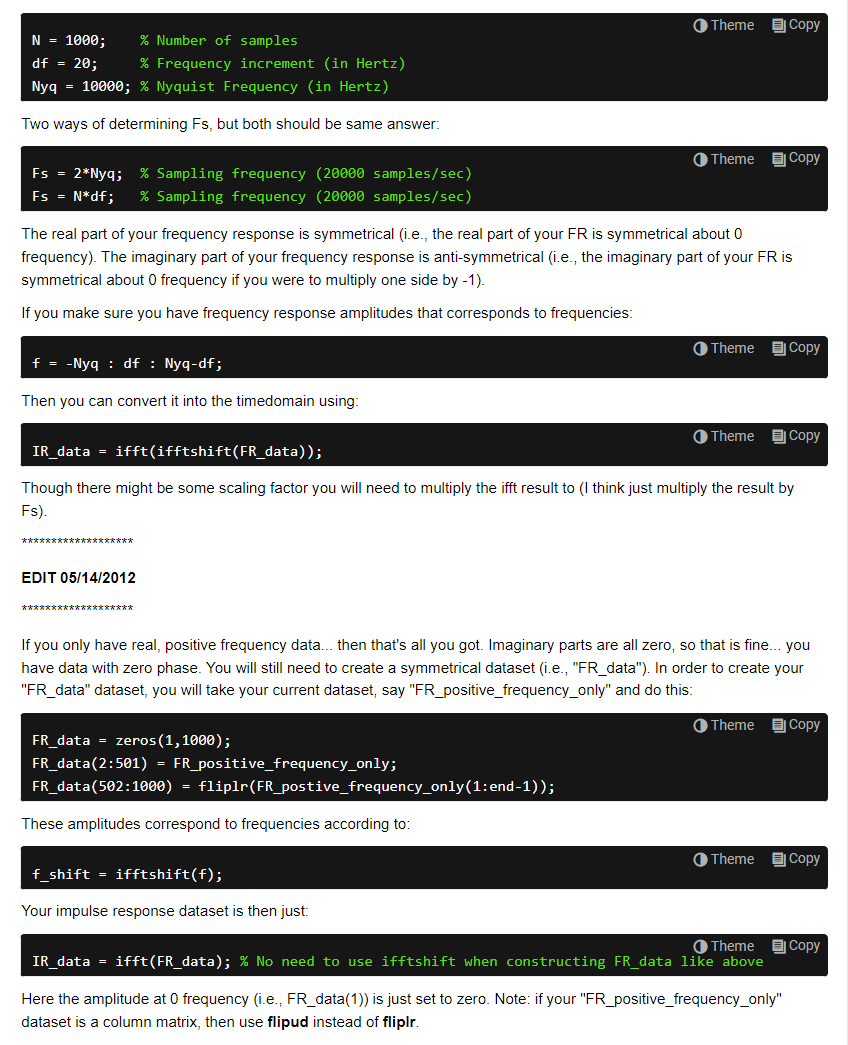 Theme Copy
N = 1000;    % Number of samples
df = 20;     % Frequency increment (in Hertz)
Nyq = 10000; % Nyquist Frequency (in Hertz)
Two ways of determining Fs, but both should be same answer:
Theme Copy
Fs = 2*Nyq;  % Sampling frequency (20000 samples/sec)
Fs = N*df;   % Sampling frequency (20000 samples/sec)
The real part of your frequency response is symmetrical (i.e., the real part of your FR is symmetrical about 0
frequency). The imaginary part of your frequency response is anti-symmetrical (i.e., the imaginary part of your FR is
symmetrical about 0 frequency if you were to multiply one side by -1).
If you make sure you have frequency response amplitudes that corresponds to frequencies:
Theme Copy
f = -Nyq : df : Nyq-df;
Then you can convert it into the timedomain using:
Theme Copy
IR_data = ifft(ifftshift(FR_data));
Though there might be some scaling factor you will need to multiply the ifft result to (I think just multiply the result by
Fs).
*******************
EDIT 05/14/2012
*******************
If you only have real, positive frequency data... then that's all you got. Imaginary parts are all zero, so that is fine... you
have data with zero phase. You will still need to create a symmetrical dataset (i.e., "FR_data"). In order to create your
"FR_data" dataset, you will take your current dataset, say "FR_positive_frequency_only" and do this:
Theme Copy
FR_data = zeros(1,1000);
FR_data(2:501) = FR_positive_frequency_only;
FR_data(502:1000) = fliplr(FR_postive_frequency_only(1:end-1));
These amplitudes correspond to frequencies according to:
Theme Copy
f_shift = ifftshift(f);
Your impulse response dataset is then just:
Theme Copy
IR_data = ifft(FR_data); % No need to use ifftshift when constructing FR_data like above
Here the amplitude at 0 frequency (i.e., FR_data(1)) is just set to zero. Note: if your "FR_positive_frequency_only"
dataset is a column matrix, then use flipud instead of fliplr.